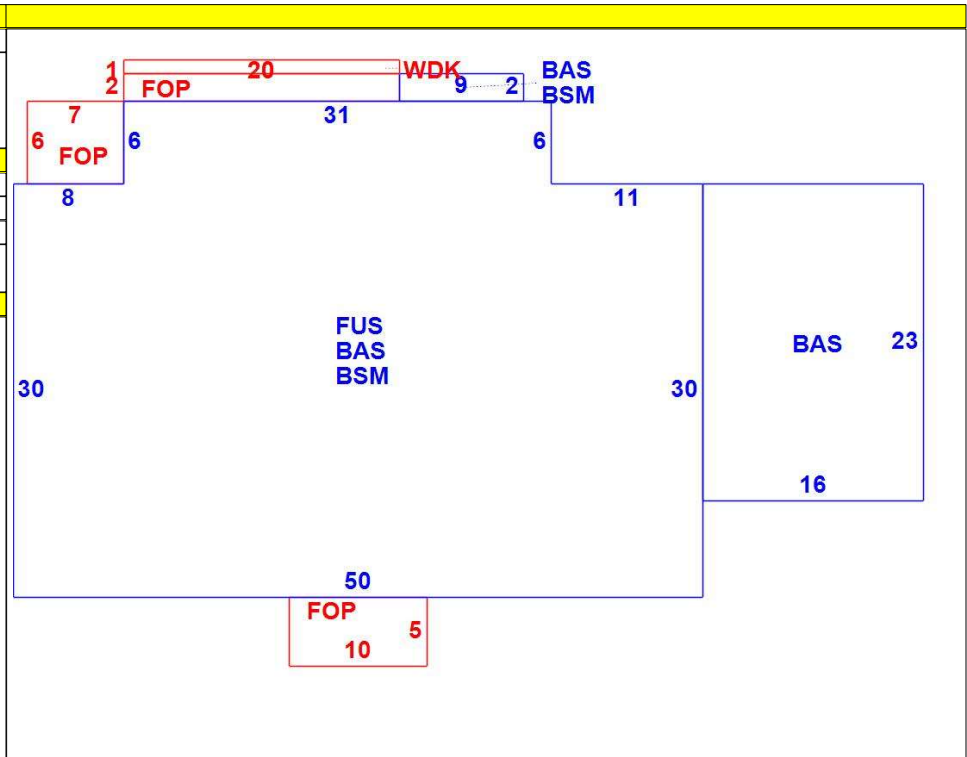 1 20 WDK BAS
2 FOP 9 2 BSM
7 31
6 FOP 6 6
8 11
FUS
BAS
BSM
BAS 23
30 30
16
50
FOP 5
10